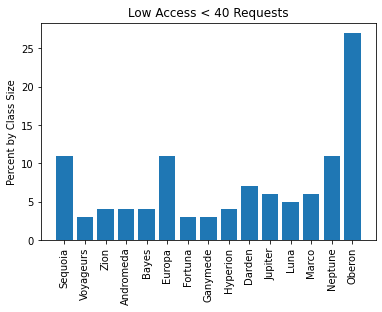 Low Access < 40 Requests
Percent by Class Size
25
20
15
10
5
0
Sequoia
Voyageurs
Zion
Andromeda
Bayes
Europa
Fortuna
Ganymede
Hyperion
Darden
Jupiter
Luna
Marco
Neptune
Oberon